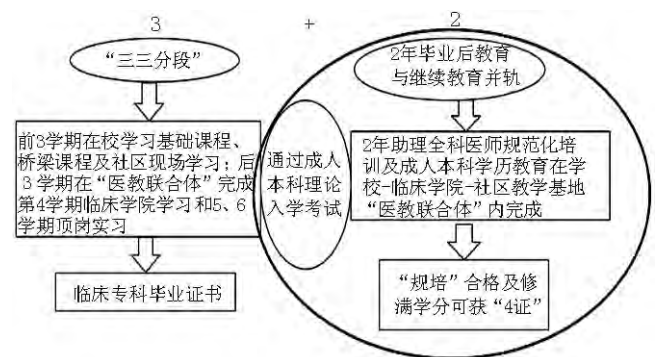 3 + 2
“三三分段”
前3学期在校学习基础课程、
桥梁课程及社区现场学习；后
3学期在“医教联合体”完成
第4学期临床学院学习和5、6
学期顶岗实习
临床专科毕业证书
通过成人
本科理论
入学考试
2年毕业后教育
与继续教育并轨
2年助理全科医师规范化培
训及成人本科学历教育在学
校-临床学院-社区教学基地
“医教联合体”内完成
“规培”合格及修
满学分可获“4证”